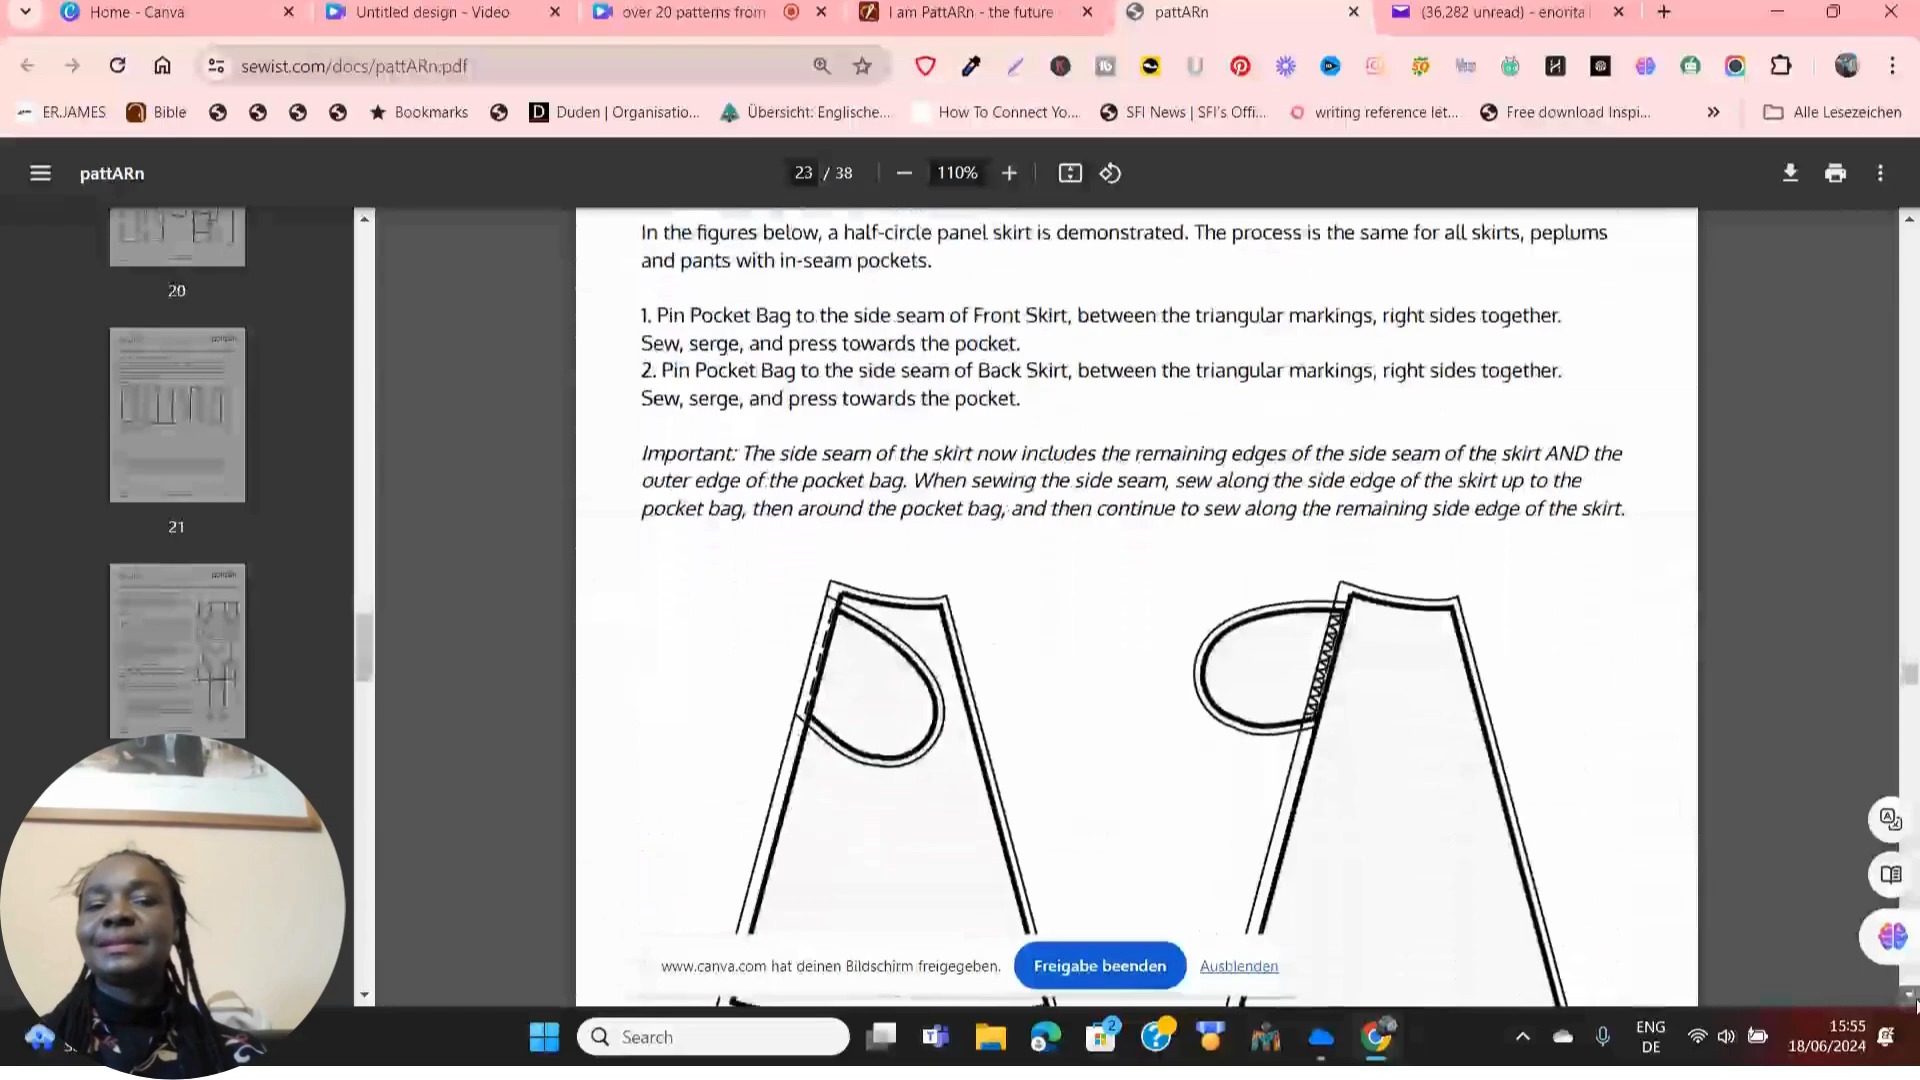 Home - Canva
Untitled design - Video
over 20 patterns from
I am PattARn - the future
pattARn
(36,282 unread) - enorita
sewist.com/docs/pattARn.pdf
ER.JAMES
Bible
Bookmarks
Duden | Organisatio...
Übersicht: Englische...
How To Connect Yo...
SFI News | SFI's Offi...
writing reference let...
Free download Inspi...
Alle Lesezeichen
pattARn
23 / 38
110%
20
21
In the figures below, a half-circle panel skirt is demonstrated. The process is the same for all skirts, peplums
and pants with in-seam pockets.
1. Pin Pocket Bag to the side seam of Front Skirt, between the triangular markings, right sides together.
Sew, serge, and press towards the pocket.
2. Pin Pocket Bag to the side seam of Back Skirt, between the triangular markings, right sides together.
Sew, serge, and press towards the pocket.
Important: The side seam of the skirt now includes the remaining edges of the side seam of the skirt AND the
outer edge of the pocket bag. When sewing the side seam, sew along the side edge of the skirt up to the
pocket bag, then around the pocket bag, and then continue to sew along the remaining side edge of the skirt.
www.canva.com hat deinen Bildschirm freigegeben.
Freigabe beenden
Ausblenden
Search
2
ENG
DE
15:55
18/06/2024